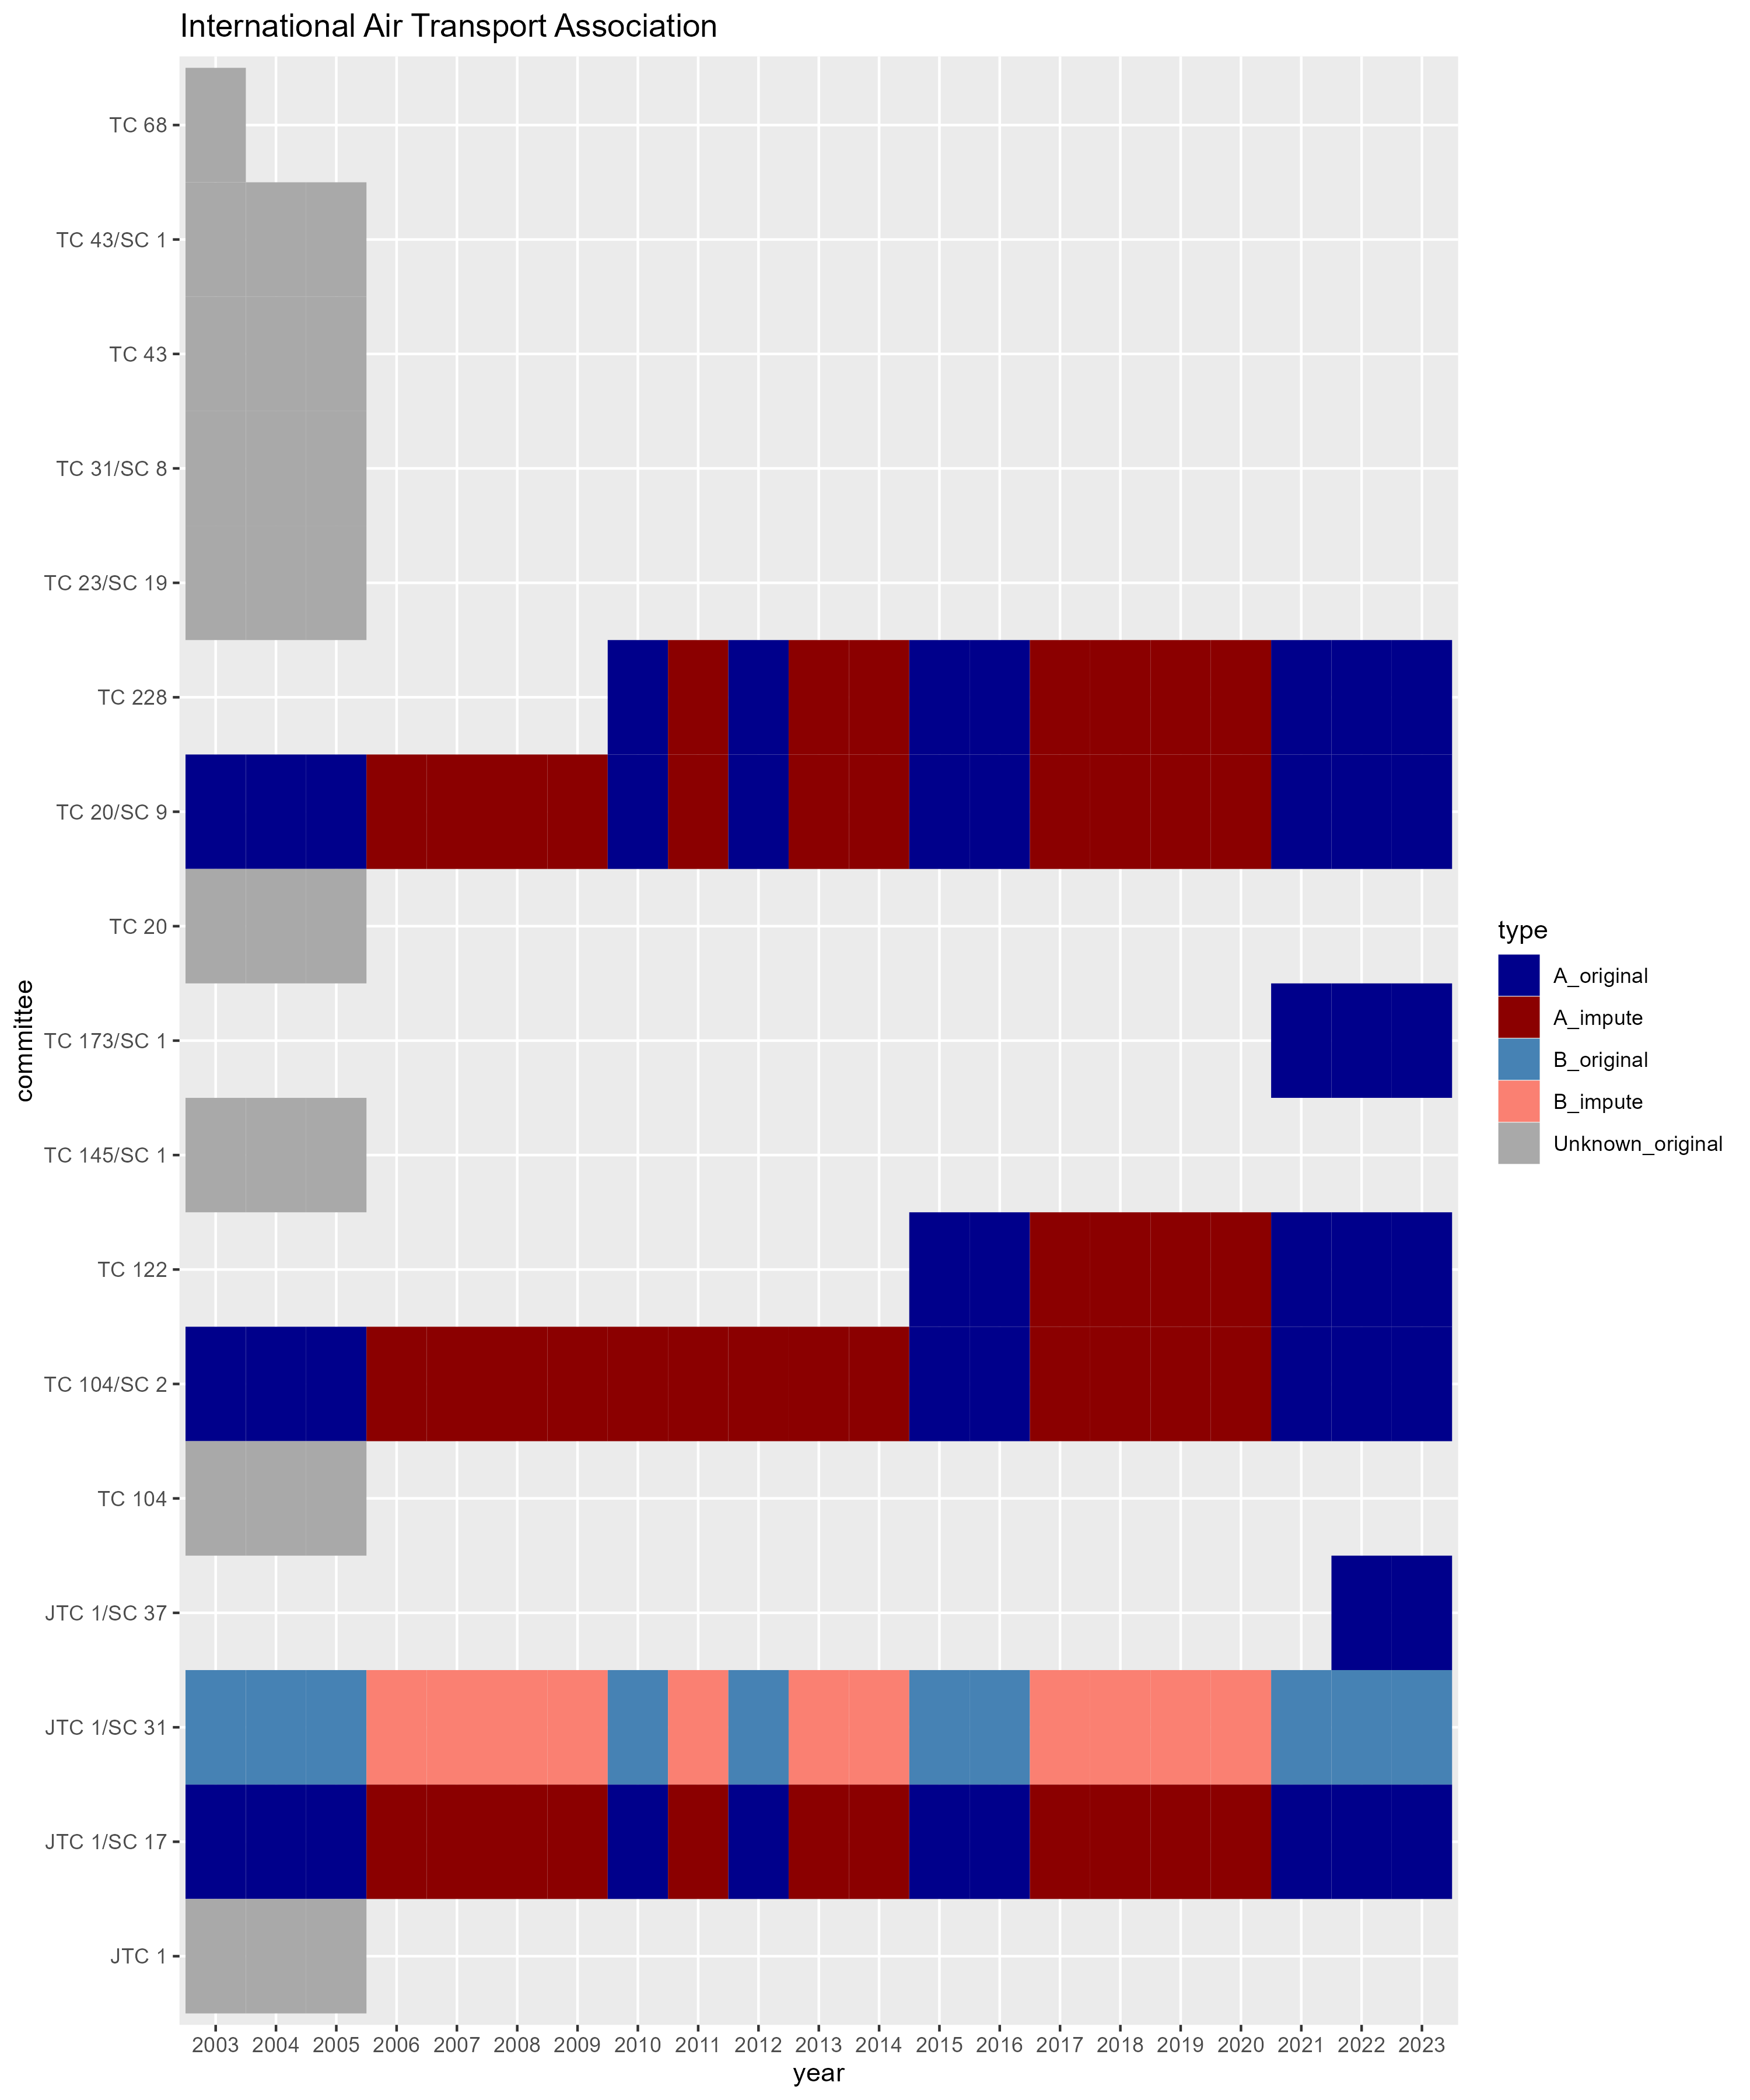 International Air Transport Association
committee
TC 68
TC 43/SC 1
TC 43
TC 31/SC 8
TC 23/SC 19
TC 228
TC 20/SC 9
TC 20
TC 173/SC 1
TC 145/SC 1
TC 122
TC 104/SC 2
TC 104
JTC 1/SC 37
JTC 1/SC 31
JTC 1/SC 17
JTC 1
2003 2004 2005 2006 2007 2008 2009 2010 2011 2012 2013 2014 2015 2016 2017 2018 2019 2020 2021 2022 2023
year
type
A_original
A_impute
B_original
B_impute
Unknown_original